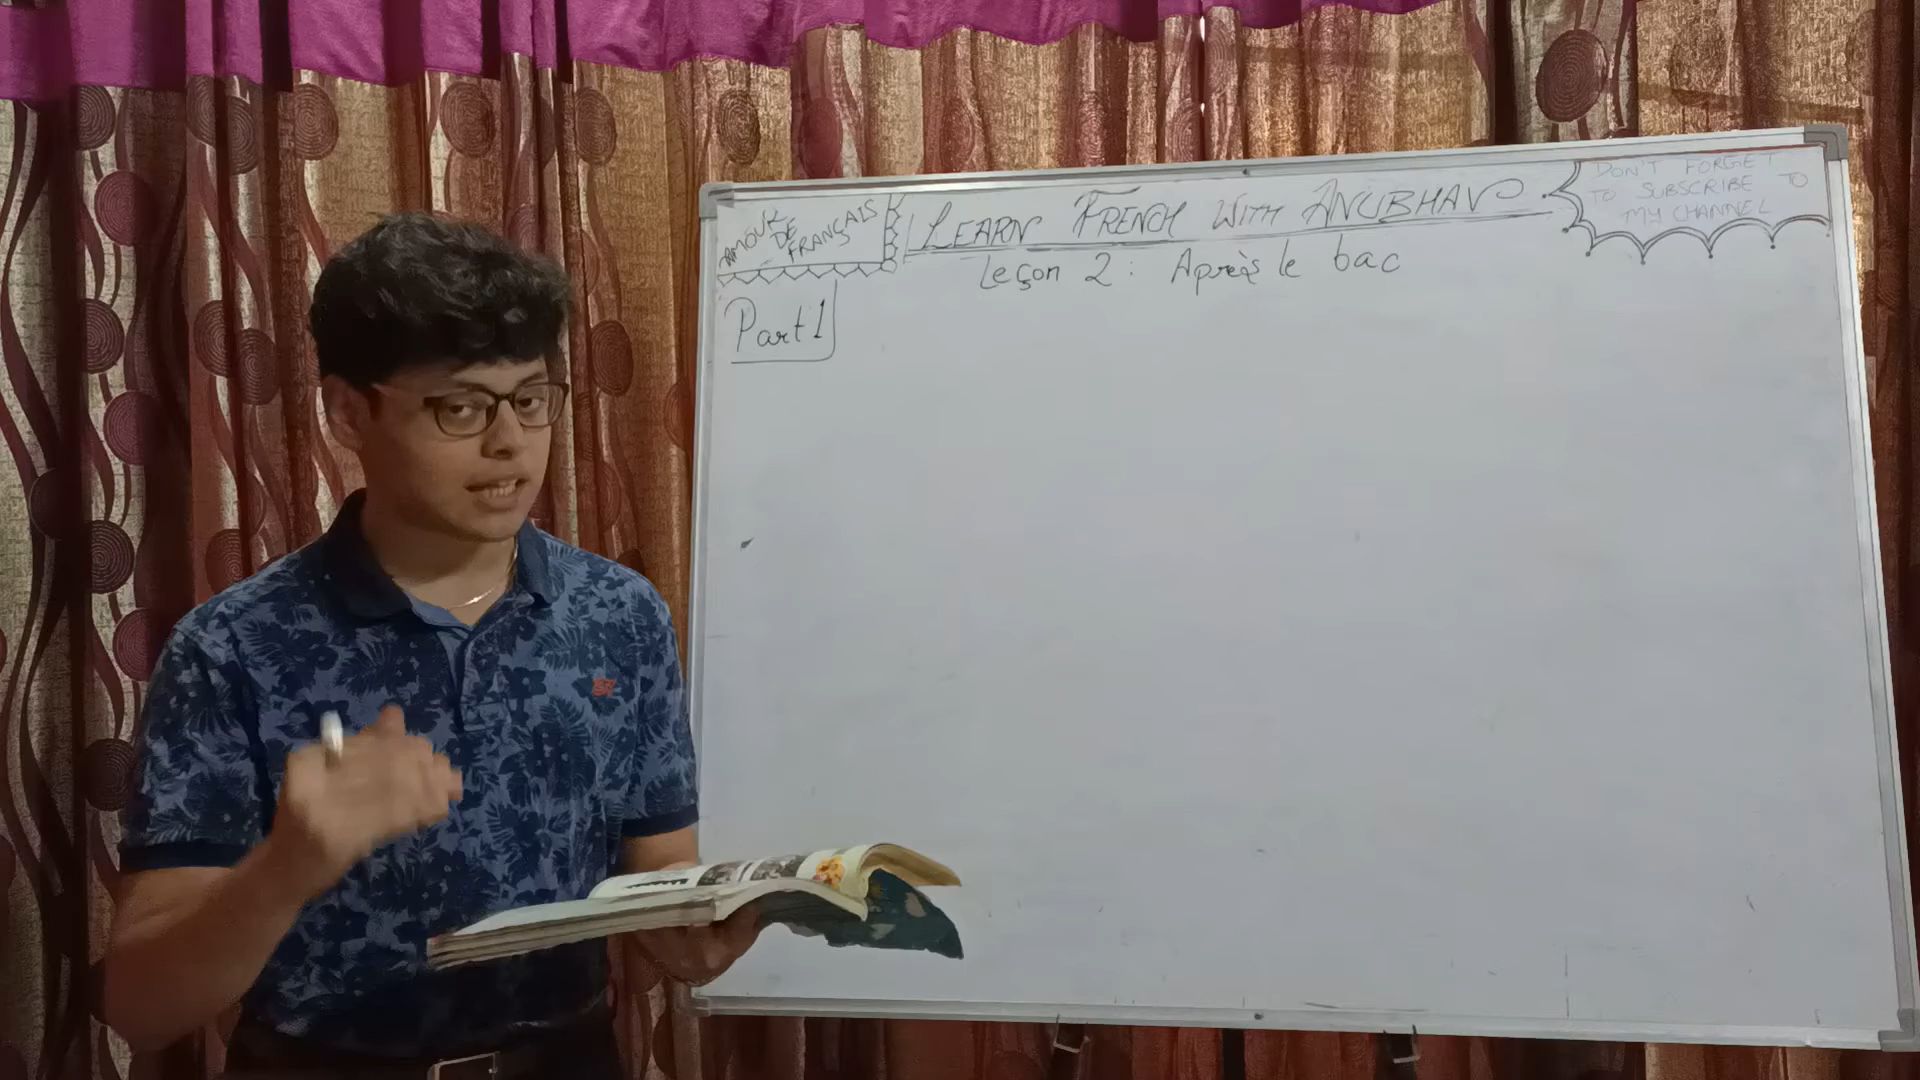 AMOUR
DE
FRANÇAIS
LEARN FRENCH WITH ANUBHAV
DON'T FORGET
TO SUBSCRIBE TO
MY CHANNEL
Leçon 2 : Après le bac
Part 1